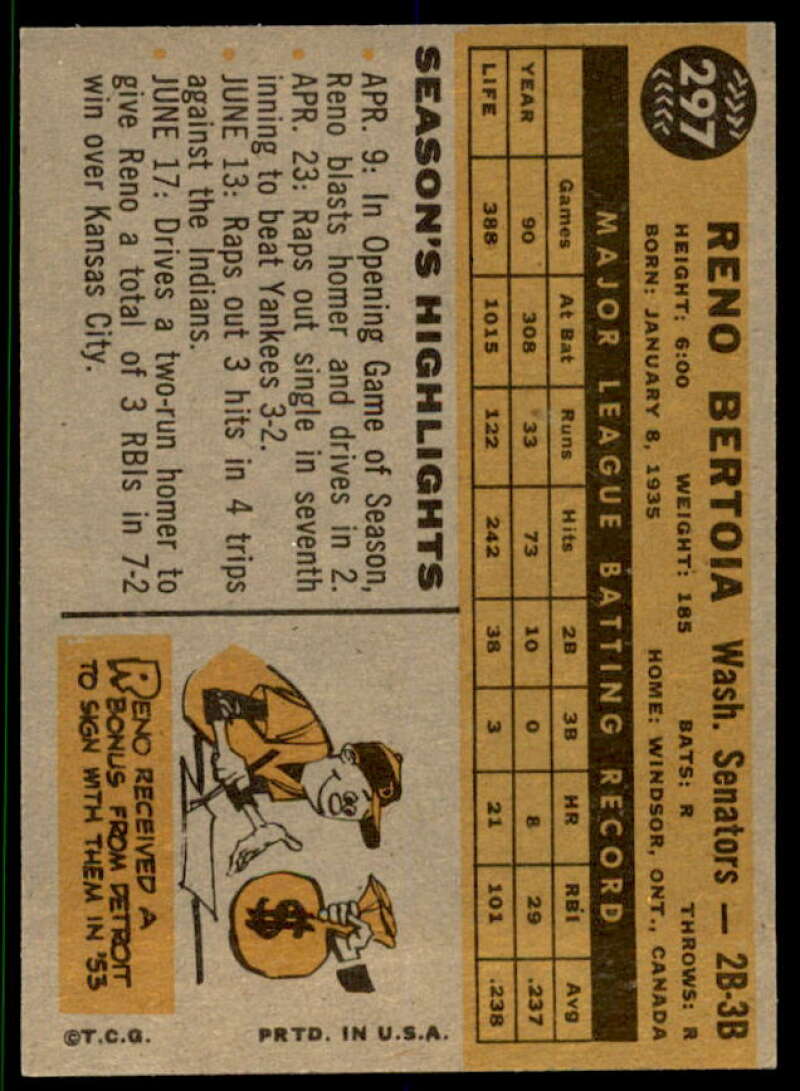 297
RENO BERTOIA Wash. Senators — 2B-3B
HEIGHT: 6:00 WEIGHT: 185 BATS: R THROWS: R
BORN: JANUARY 8, 1935 HOME: WINDSOR, ONT., CANADA
MAJOR LEAGUE BATTING RECORD
Games At Bat Runs Hits 2B 3B HR RBI Avg
YEAR 90 308 33 73 10 0 8 29 .237
LIFE 388 1015 122 242 38 3 21 101 .238
SEASON'S HIGHLIGHTS
• APR. 9: In Opening Game of Season,
Reno blasts homer and drives in 2.
• APR. 23: Raps out single in seventh
inning to beat Yankees 3-2.
• JUNE 13: Raps out 3 hits in 4 trips
against the Indians.
• JUNE 17: Drives a two-run homer to
give Reno a total of 3 RBIs in 7-2
win over Kansas City.
D
$
RENO RECEIVED A
BONUS FROM DETROIT
TO SIGN WITH THEM IN '53
©T.C.G. PRTD. IN U.S.A.